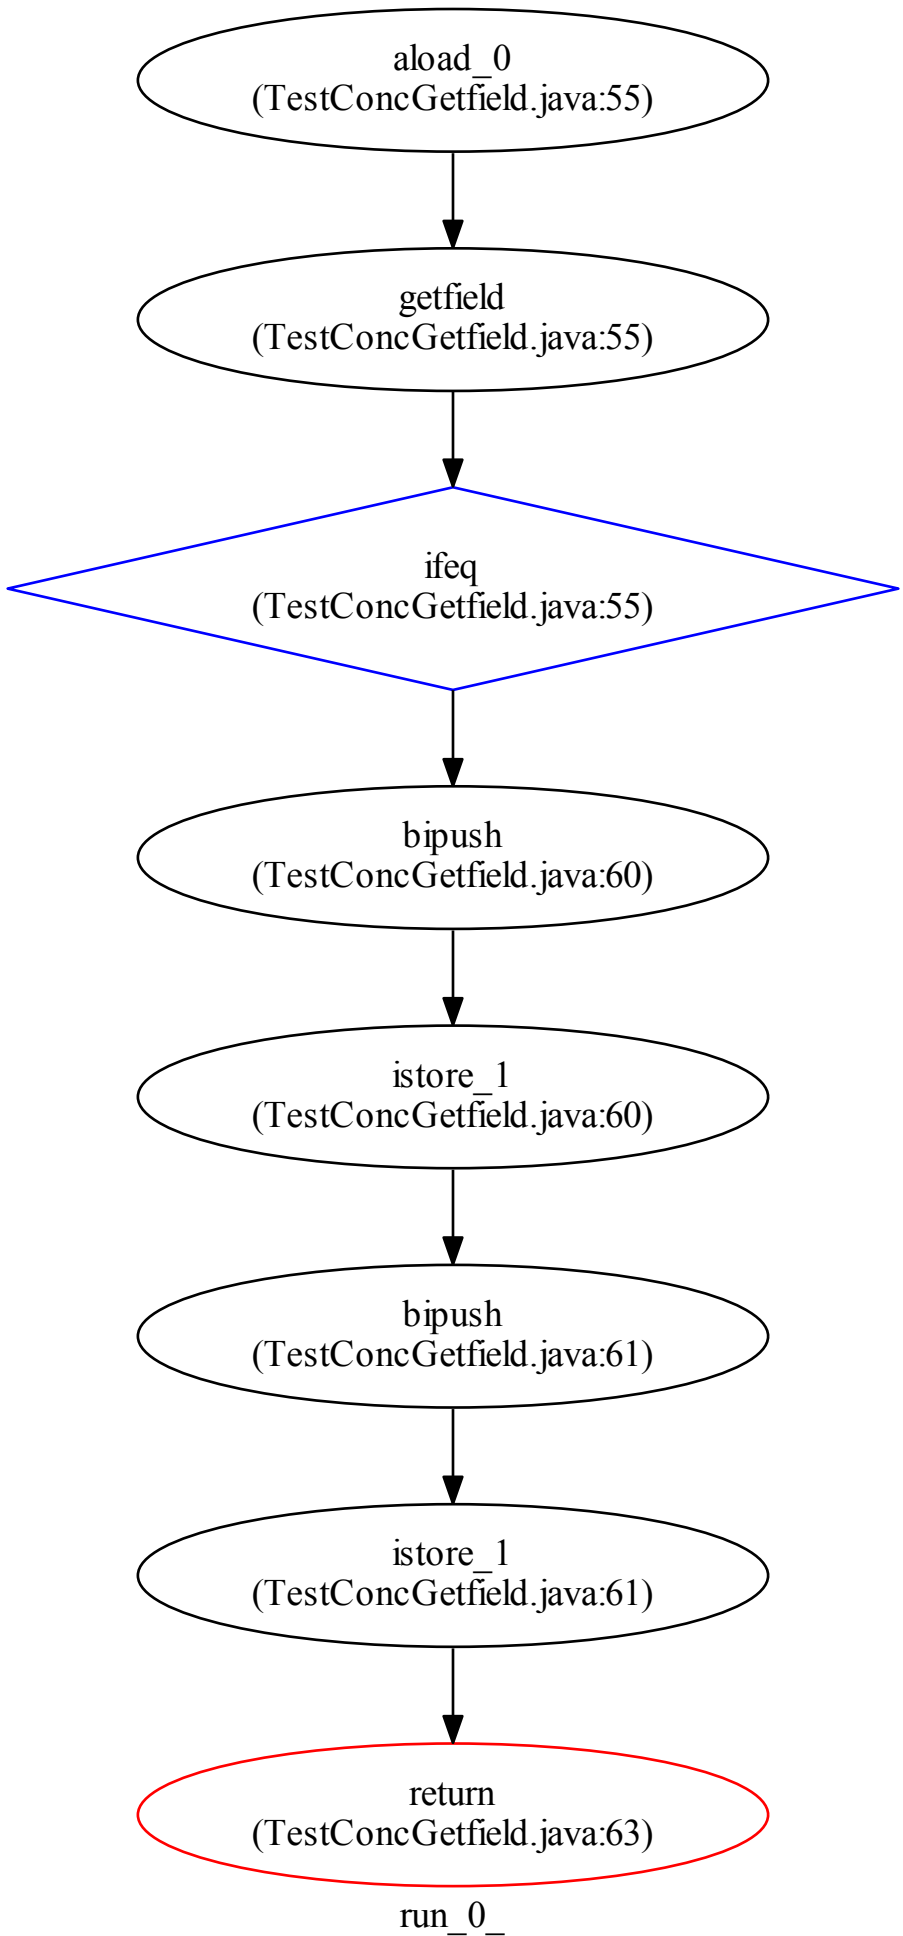 aload_0
(TestConcGetfield.java:55)
getfield
(TestConcGetfield.java:55)
ifeq
(TestConcGetfield.java:55)
bipush
(TestConcGetfield.java:60)
istore_1
(TestConcGetfield.java:60)
bipush
(TestConcGetfield.java:61)
istore_1
(TestConcGetfield.java:61)
return
(TestConcGetfield.java:63)
run_0_